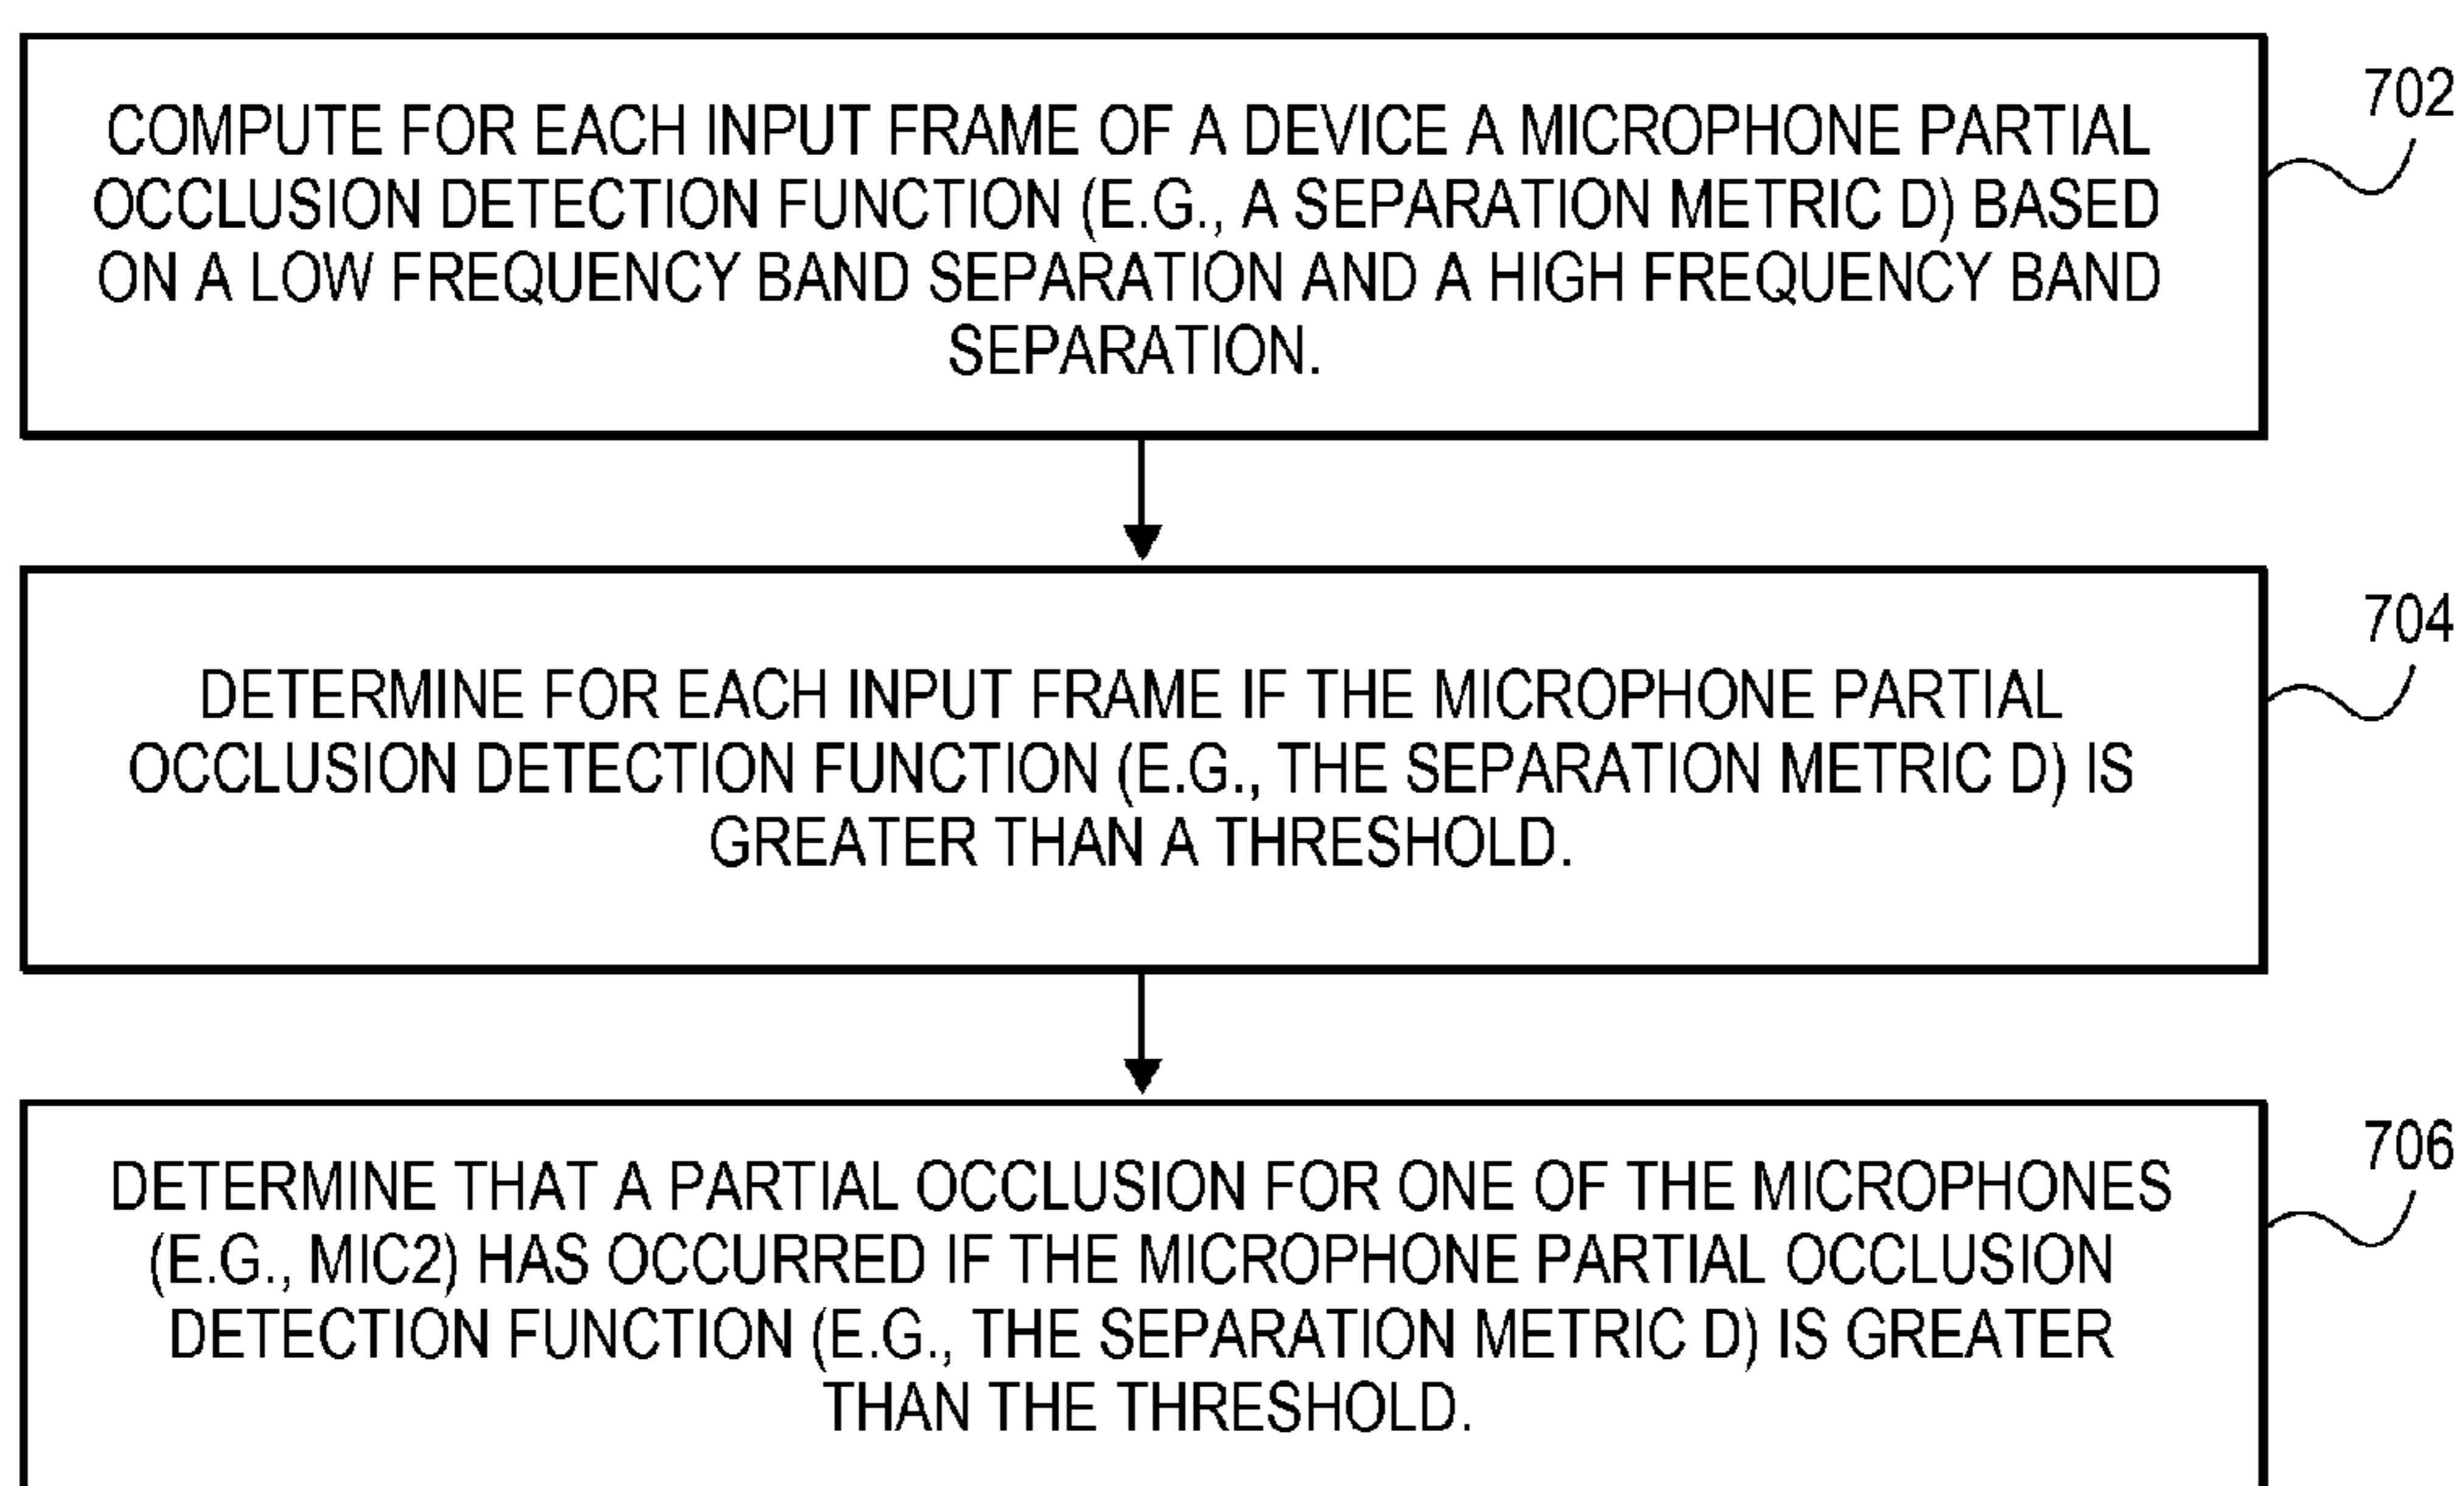 COMPUTE FOR EACH INPUT FRAME OF A DEVICE A MICROPHONE PARTIAL
OCCLUSION DETECTION FUNCTION (E.G., A SEPARATION METRIC D) BASED
ON A LOW FREQUENCY BAND SEPARATION AND A HIGH FREQUENCY BAND
SEPARATION.
702
DETERMINE FOR EACH INPUT FRAME IF THE MICROPHONE PARTIAL
OCCLUSION DETECTION FUNCTION (E.G., THE SEPARATION METRIC D) IS
GREATER THAN A THRESHOLD.
704
DETERMINE THAT A PARTIAL OCCLUSION FOR ONE OF THE MICROPHONES
(E.G., MIC2) HAS OCCURRED IF THE MICROPHONE PARTIAL OCCLUSION
DETECTION FUNCTION (E.G., THE SEPARATION METRIC D) IS GREATER
THAN THE THRESHOLD.
706